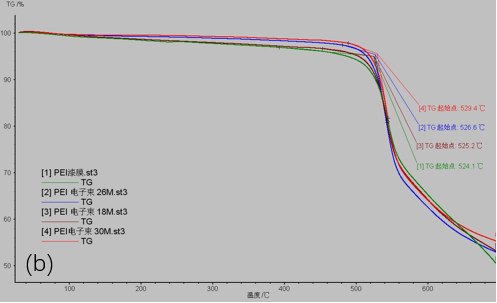 TG /%
100
90
80
70
60
50
[4] TG 起始点: 529.4 ℃
[2] TG 起始点: 526.6 ℃
[3] TG 起始点: 525.2 ℃
[1] TG 起始点: 524.1 ℃
[1] PEI漆膜.st3
TG
[2] PEI 电子束 26M.st3
TG
[3] PEI 电子束 18M.st3
TG
[4] PEI电子束 30M.st3
TG
(b)
100
200
300
400
500
600
温度 /℃